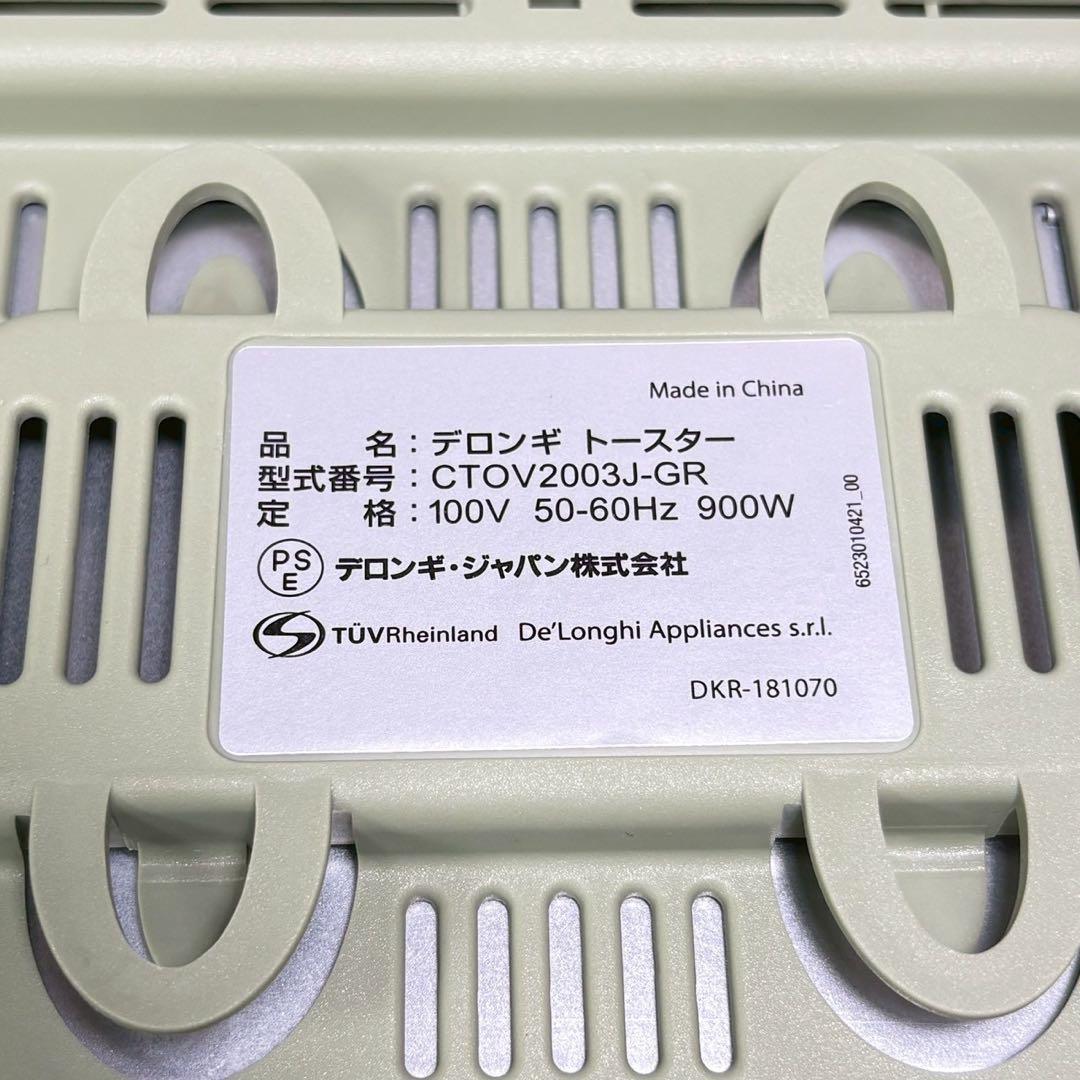 Made in China
品　名：デロンギ トースター
型式番号：CTOV2003J-GR
定　格：100V 50-60Hz 900W
PSE デロンギ・ジャパン株式会社
TÜVRheinland De'Longhi Appliances s.r.l.
DKR-181070
6523010421_00